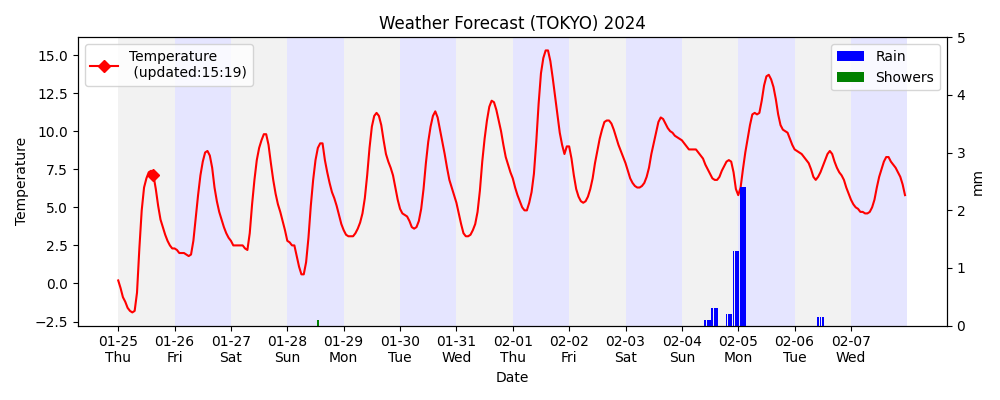 Weather Forecast (TOKYO) 2024
Temperature
(updated:15:19)
Rain
Showers
Temperature
15.0
12.5
10.0
7.5
5.0
2.5
0.0
−2.5
5
4
3
2
1
0
mm
01-25 01-26 01-27 01-28 01-29 01-30 01-31 02-01 02-02 02-03 02-04 02-05 02-06 02-07
Thu Fri Sat Sun Mon Tue Wed Thu Fri Sat Sun Mon Tue Wed
Date